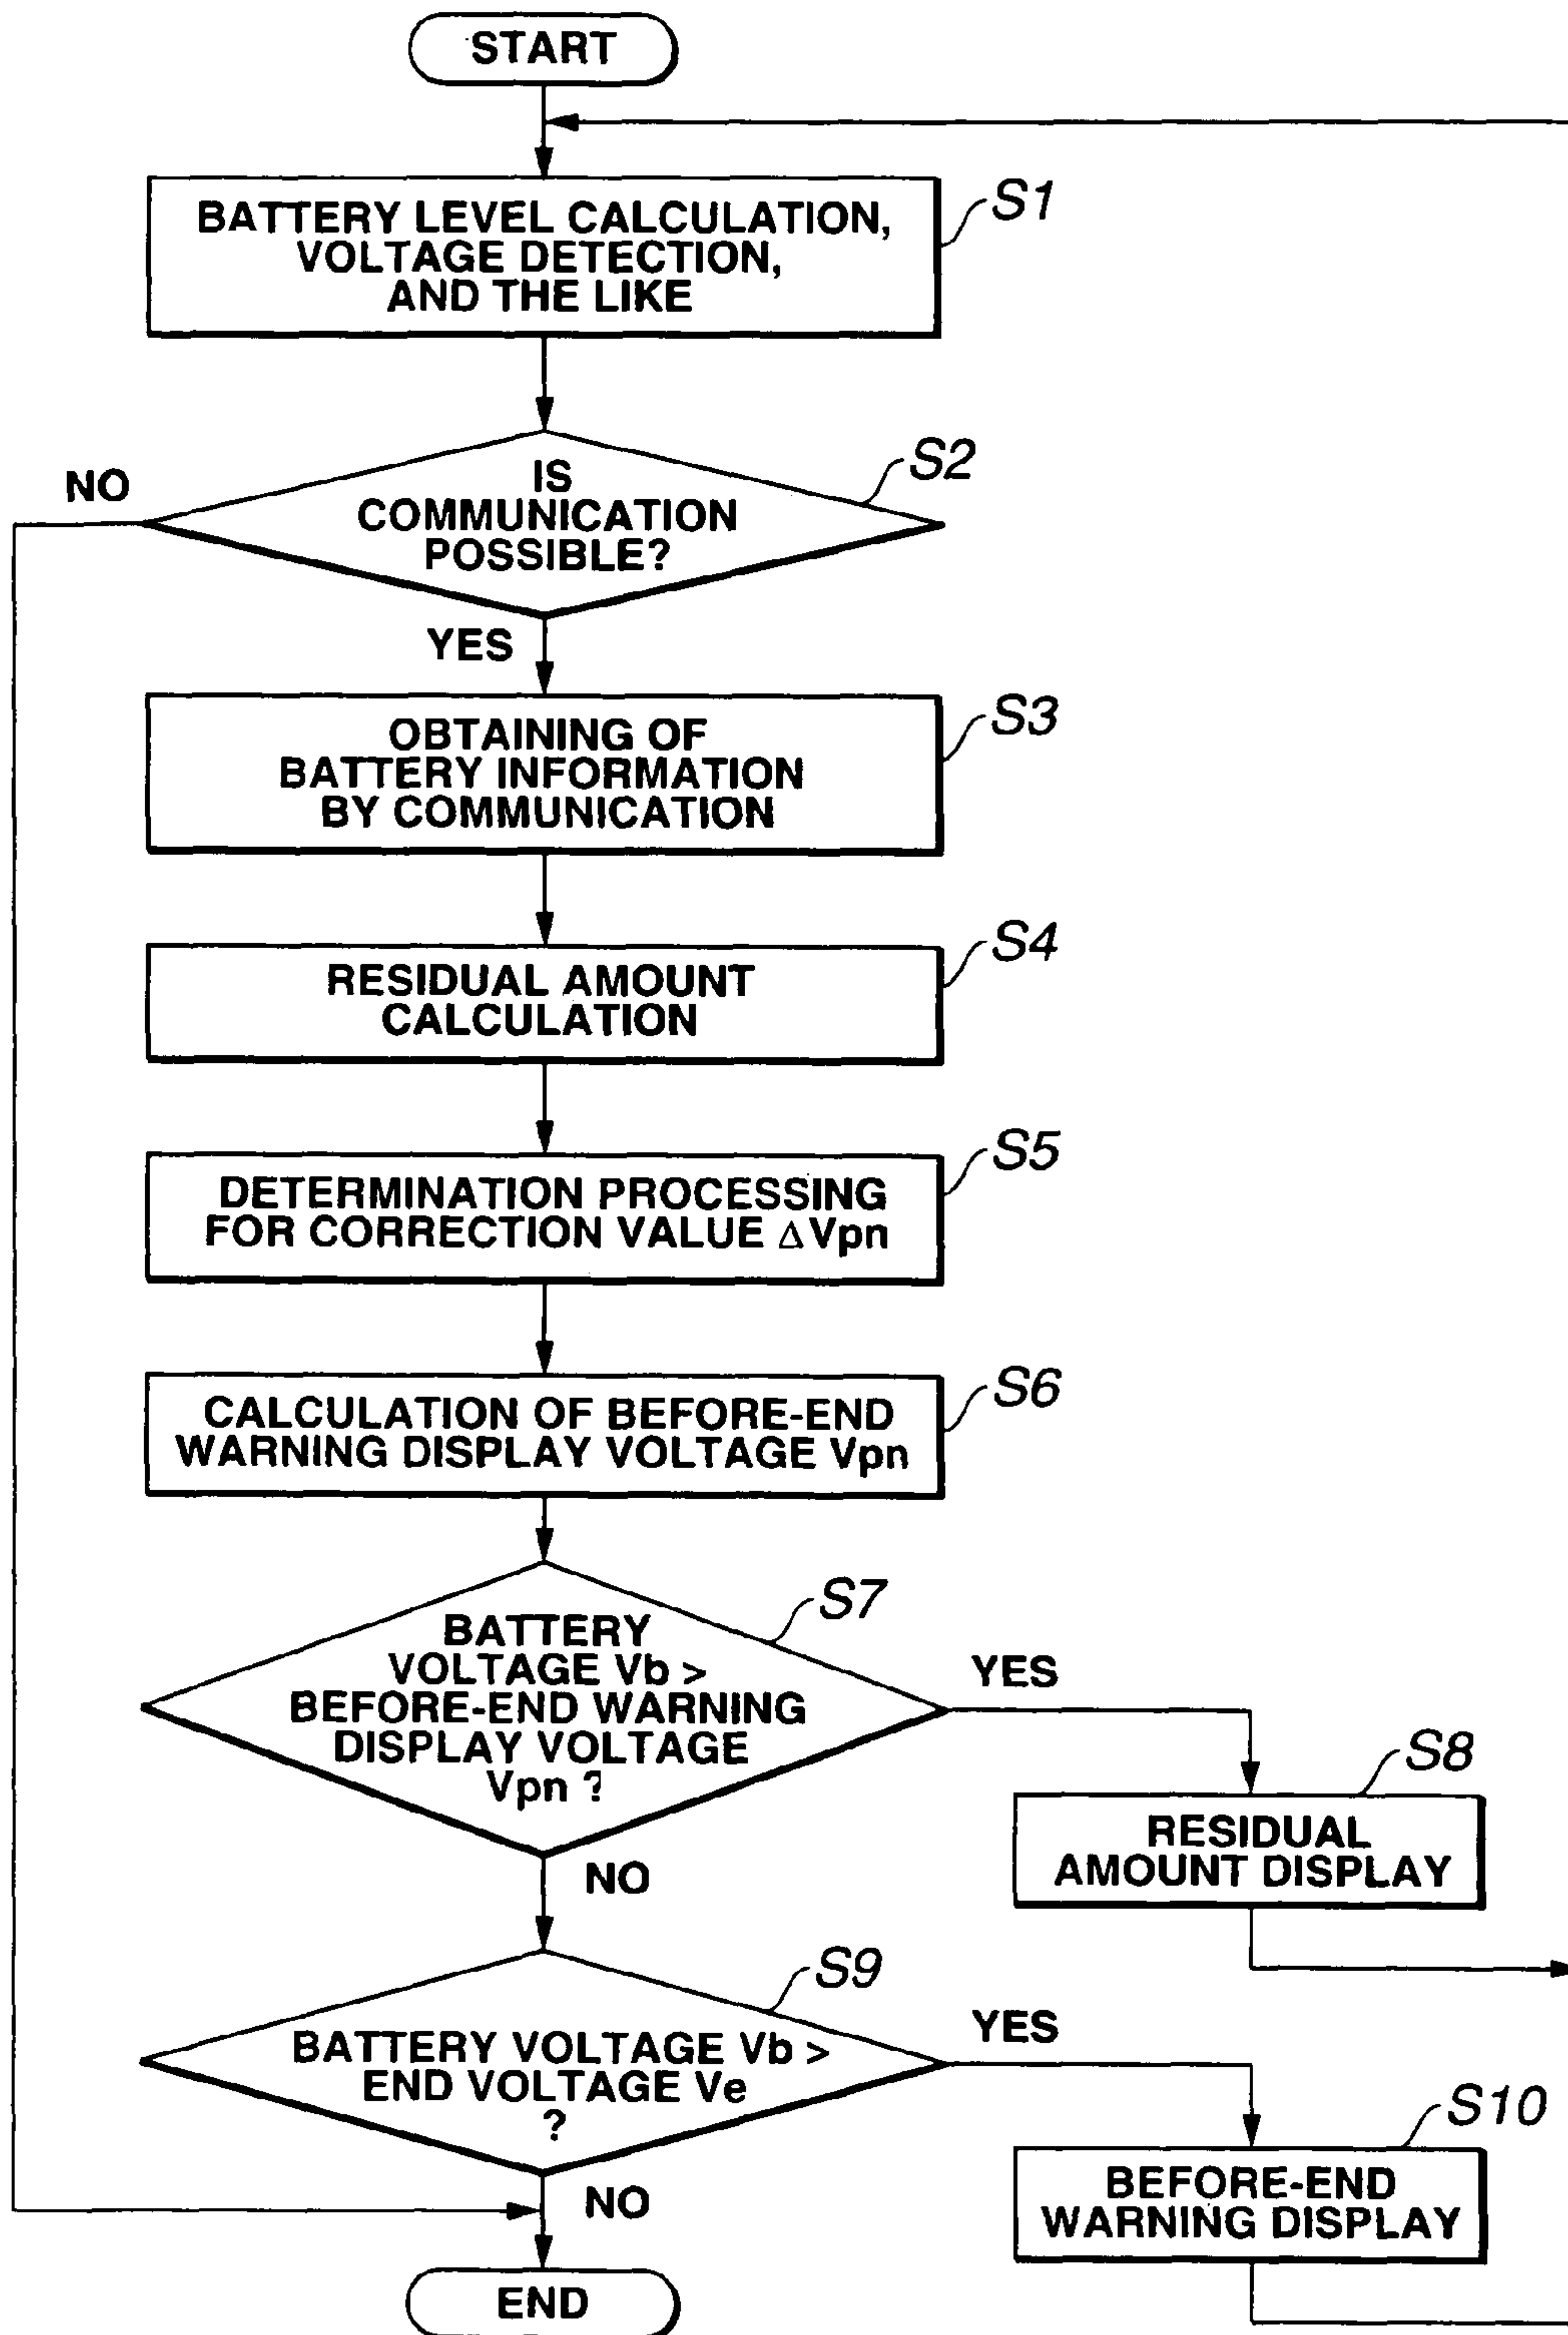 START
BATTERY LEVEL CALCULATION,
VOLTAGE DETECTION,
AND THE LIKE
S1
IS
COMMUNICATION
POSSIBLE?
S2
NO
YES
OBTAINING OF
BATTERY INFORMATION
BY COMMUNICATION
S3
RESIDUAL AMOUNT
CALCULATION
S4
DETERMINATION PROCESSING
FOR CORRECTION VALUE ΔVpn
S5
CALCULATION OF BEFORE-END
WARNING DISPLAY VOLTAGE Vpn
S6
BATTERY
VOLTAGE Vb >
BEFORE-END WARNING
DISPLAY VOLTAGE
Vpn ?
S7
YES
RESIDUAL
AMOUNT DISPLAY
S8
NO
BATTERY VOLTAGE Vb >
END VOLTAGE Ve
?
S9
YES
BEFORE-END
WARNING DISPLAY
S10
NO
END